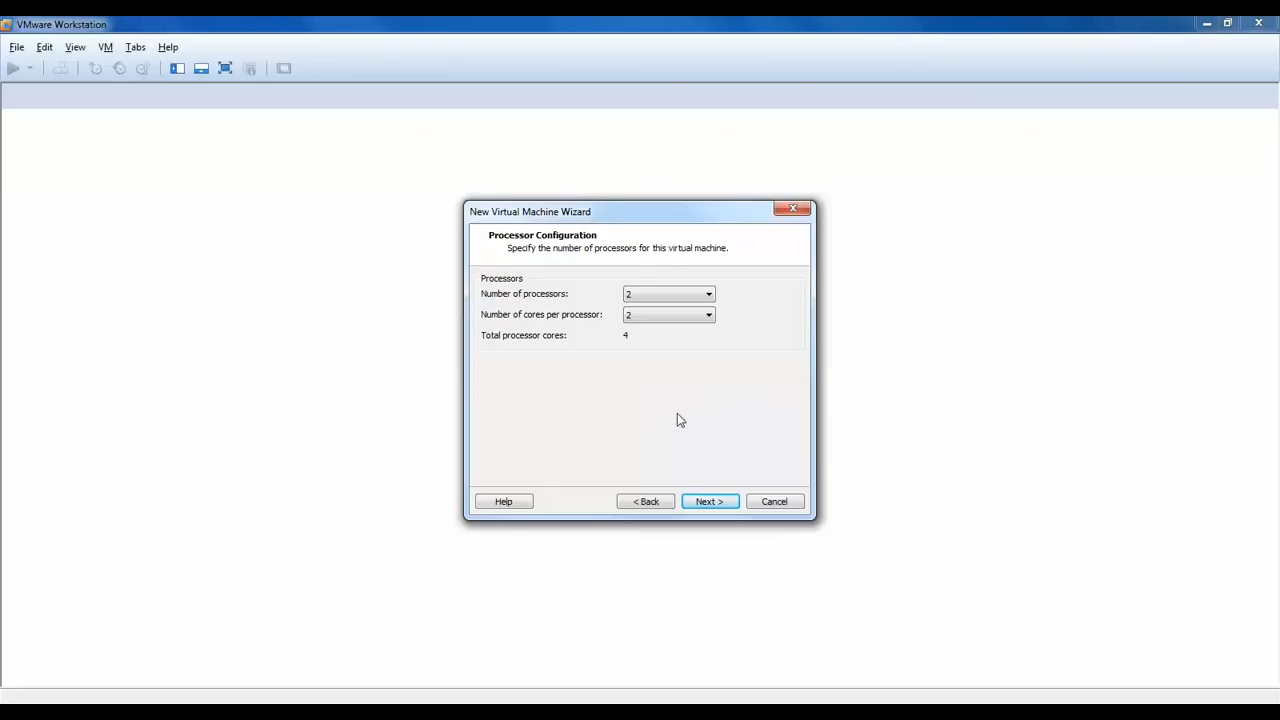 VMware Workstation
File Edit View VM Tabs Help
New Virtual Machine Wizard
Processor Configuration
Specify the number of processors for this virtual machine.
Processors
Number of processors: 2
Number of cores per processor: 2
Total processor cores: 4
Help < Back Next > Cancel